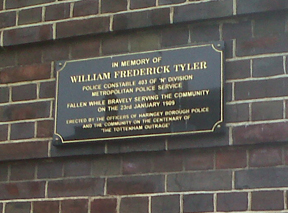 IN MEMORY OF
WILLIAM FREDERICK TYLER
POLICE CONSTABLE 403 OF 'N' DIVISION
METROPOLITAN POLICE SERVICE
FALLEN WHILE BRAVELY SERVING THE COMMUNITY
ON THE 23rd JANUARY 1909
ERECTED BY THE OFFICERS OF HARINGEY BOROUGH POLICE
AND THE COMMUNITY ON THE CENTENARY OF
'THE TOTTENHAM OUTRAGE'